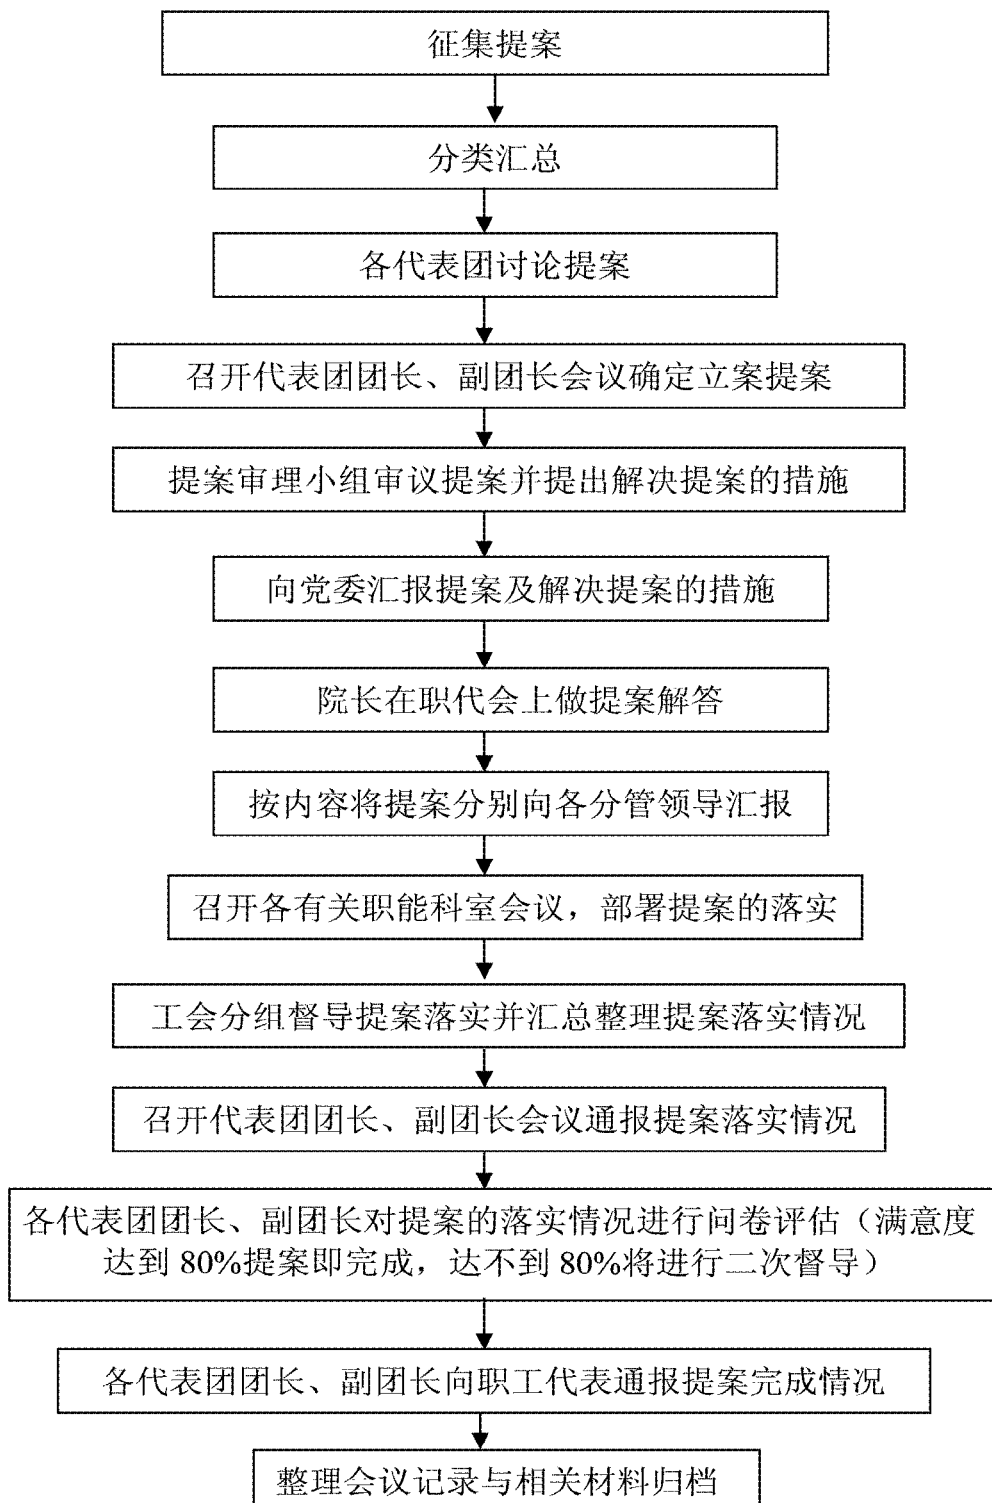 征集提案
分类汇总
各代表团讨论提案
召开代表团团长、副团长会议确定立案提案
提案审理小组审议提案并提出解决提案的措施
向党委汇报提案及解决提案的措施
院长在职代会上做提案解答
按内容将提案分别向各分管领导汇报
召开各有关职能科室会议，部署提案的落实
工会分组督导提案落实并汇总整理提案落实情况
召开代表团团长、副团长会议通报提案落实情况
各代表团团长、副团长对提案的落实情况进行问卷评估（满意度
达到 80%提案即完成，达不到 80%将进行二次督导）
各代表团团长、副团长向职工代表通报提案完成情况
整理会议记录与相关材料归档